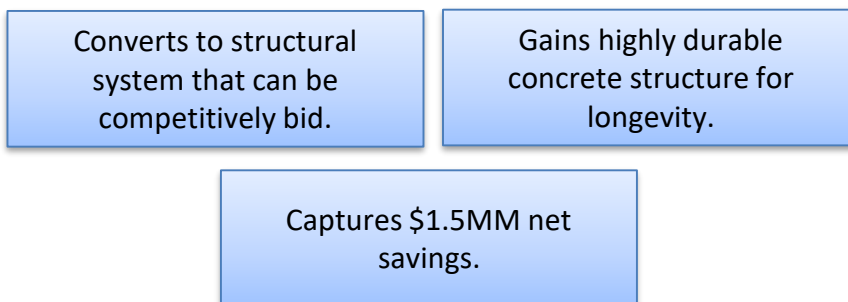 Converts to structural
system that can be
competitively bid.
Gains highly durable
concrete structure for
longevity.
Captures $1.5MM net
savings.